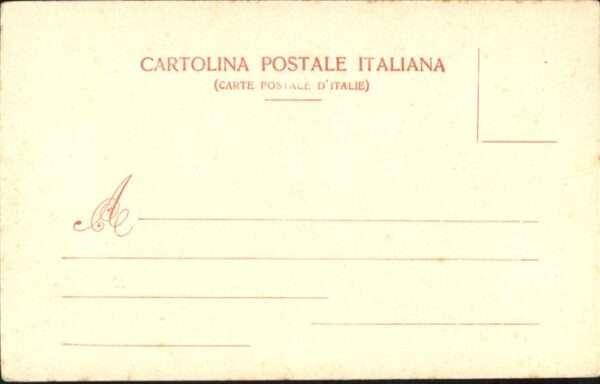 CARTOLINA POSTALE ITALIANA
(CARTE POSTALE D'ITALIE)
A